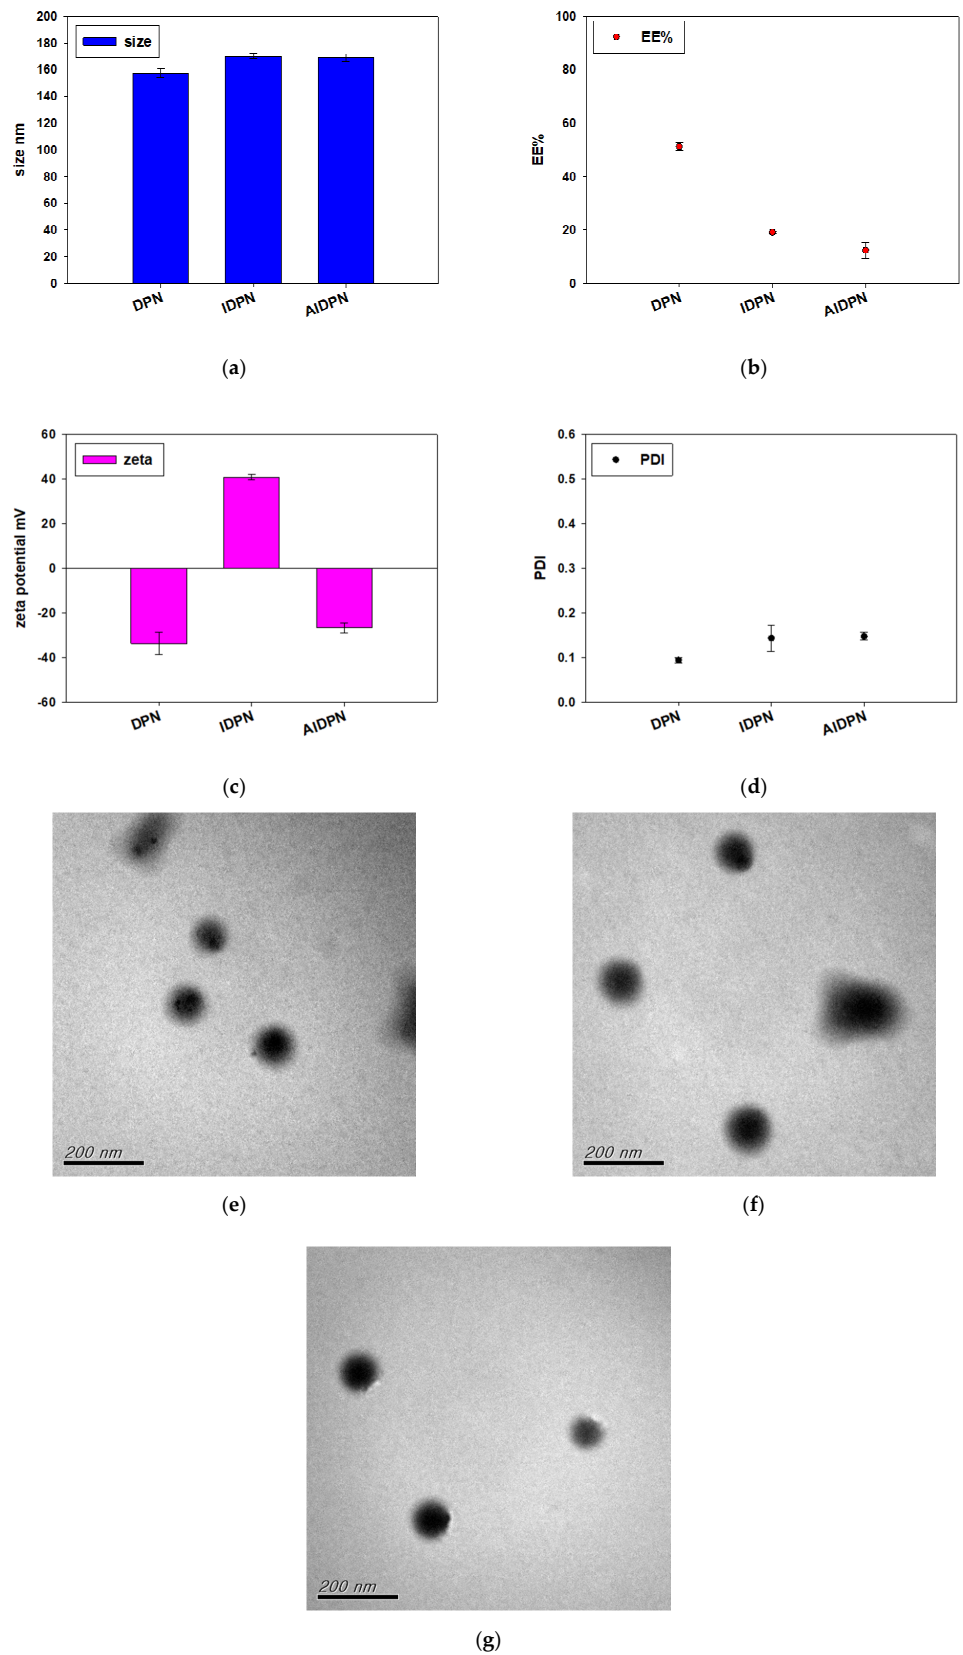 200
180
160
140
120
100
80
60
40
20
0
size nm
size
DPN
IDPN
AIDPN
(a)
100
80
60
40
20
0
EE%
EE%
DPN
IDPN
AIDPN
(b)
60
40
20
0
-20
-40
-60
zeta potential mV
zeta
DPN
IDPN
AIDPN
(c)
0.6
0.5
0.4
0.3
0.2
0.1
0.0
PDI
PDI
DPN
IDPN
AIDPN
(d)
200 nm
(e)
200 nm
(f)
200 nm
(g)